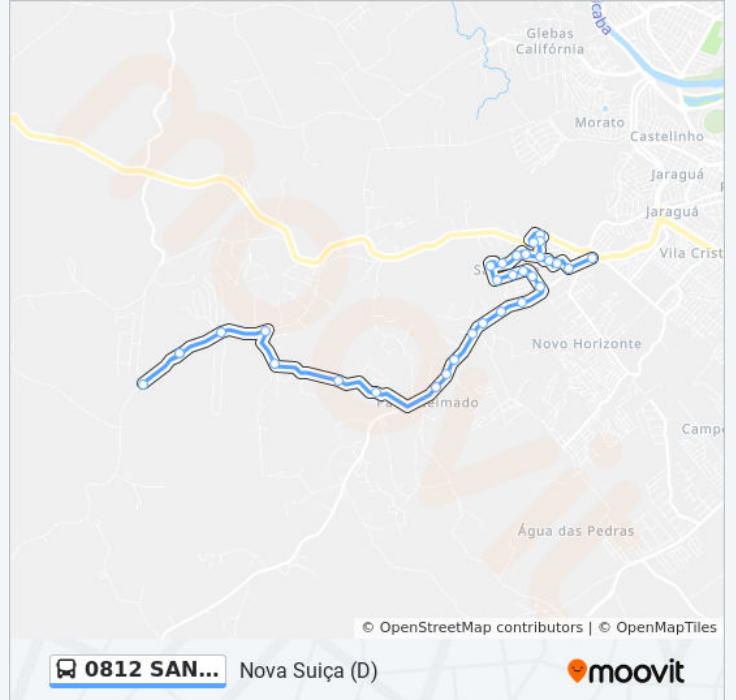 caba
Glebas
Califórnia
Morato
Castelinho
Jaraguá
Jaraguá
Vila Crist
Novo Horizonte
Campe
Água das Pedras
© OpenStreetMap contributors | © OpenMapTiles
0812 SAN...
Nova Suiça (D)
moovit